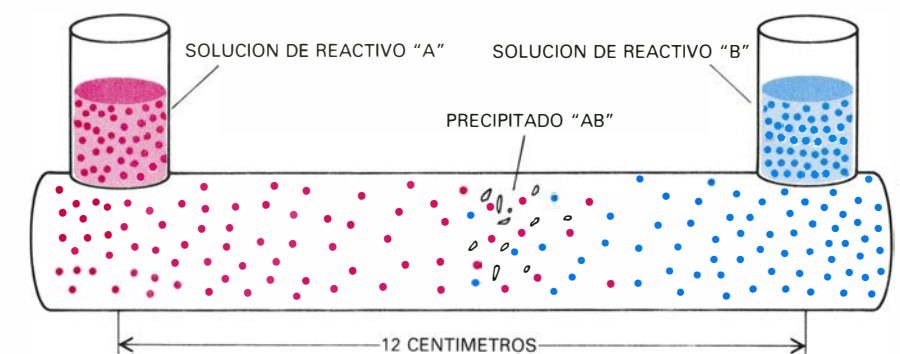 SOLUCION DE REACTIVO "A"
SOLUCION DE REACTIVO "B"
PRECIPITADO "AB"
12 CENTIMETROS